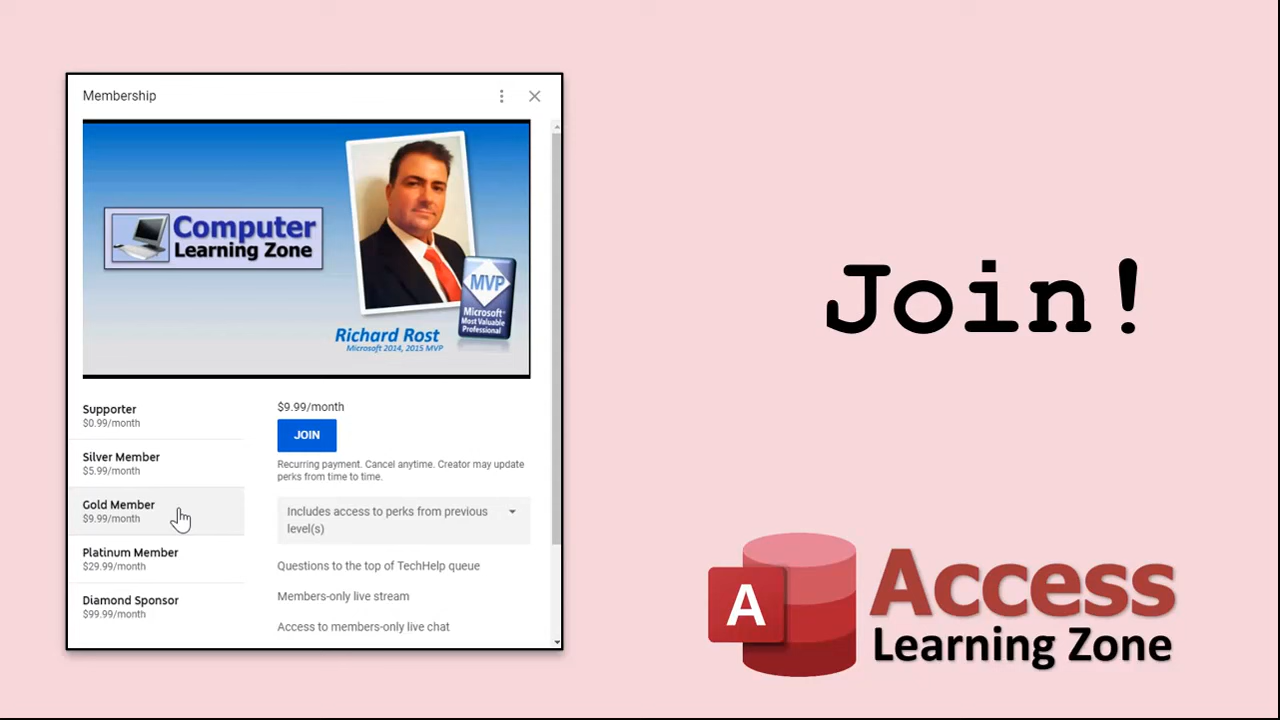 Membership
Computer
Learning Zone
MVP
Microsoft®
Most Valuable
Professional
Richard Rost
Microsoft 2014, 2015 MVP
Supporter
$0.99/month
Silver Member
$5.99/month
Gold Member
$9.99/month
Platinum Member
$29.99/month
Diamond Sponsor
$99.99/month
$9.99/month
JOIN
Recurring payment. Cancel anytime. Creator may update
perks from time to time.
Includes access to perks from previous
level(s)
Questions to the top of TechHelp queue
Members-only live stream
Access to members-only live chat
Join!
A
Access
Learning Zone